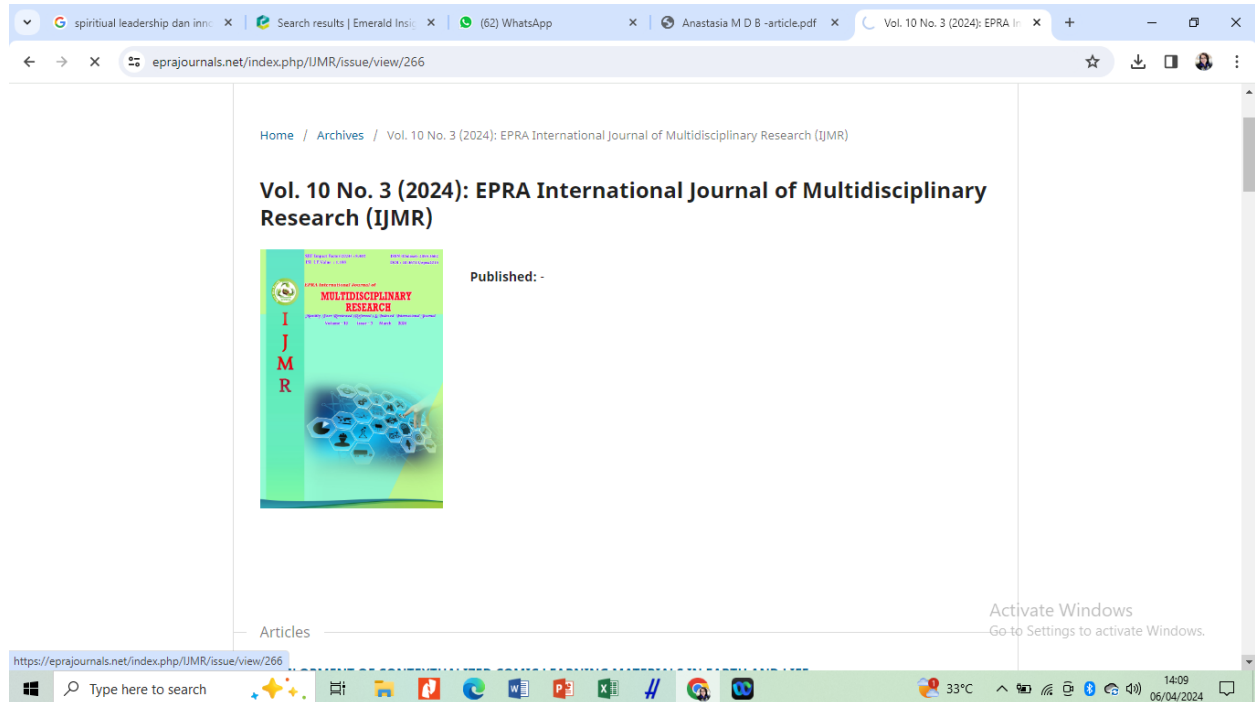 spiritiual leadership dan inno
Search results | Emerald Insig
(62) WhatsApp
Anastasia M D B -article.pdf
Vol. 10 No. 3 (2024): EPRA In
eprajournals.net/index.php/IJMR/issue/view/266
Home / Archives / Vol. 10 No. 3 (2024): EPRA International Journal of Multidisciplinary Research (IJMR)
Vol. 10 No. 3 (2024): EPRA International Journal of Multidisciplinary
Research (IJMR)
EPRA International Journal of
MULTIDISCIPLINARY
RESEARCH
I
J
M
R
Published: -
Activate Windows
Go to Settings to activate Windows.
Articles
https://eprajournals.net/index.php/IJMR/issue/view/266
Type here to search
33°C
14:09
06/04/2024